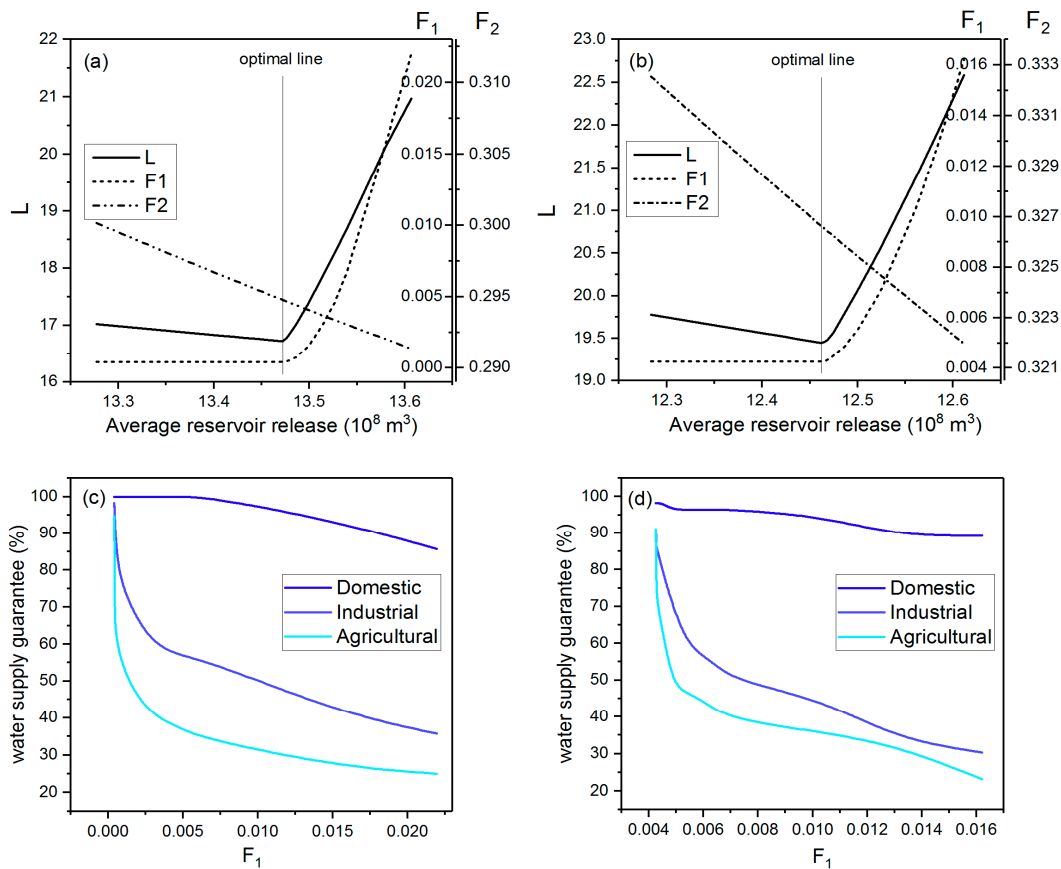 F1 F2
(a)
optimal line
22
21
20
19
18
17
16
L
0.020
0.015
0.010
0.005
0.000
0.310
0.305
0.300
0.295
0.290
L
F1
F2
13.3 13.4 13.5 13.6
Average reservoir release (10^8 m^3)
F1 F2
(b)
optimal line
23.0
22.5
22.0
21.5
21.0
20.5
20.0
19.5
19.0
L
0.016
0.014
0.012
0.010
0.008
0.006
0.004
0.333
0.331
0.329
0.327
0.325
0.323
0.321
L
F1
F2
12.3 12.4 12.5 12.6
Average reservoir release (10^8 m^3)
(c)
100
90
80
70
60
50
40
30
20
water supply guarantee (%)
Domestic
Industrial
Agricultural
0.000 0.005 0.010 0.015 0.020
F1
(d)
100
90
80
70
60
50
40
30
20
water supply guarantee (%)
Domestic
Industrial
Agricultural
0.004 0.006 0.008 0.010 0.012 0.014 0.016
F1